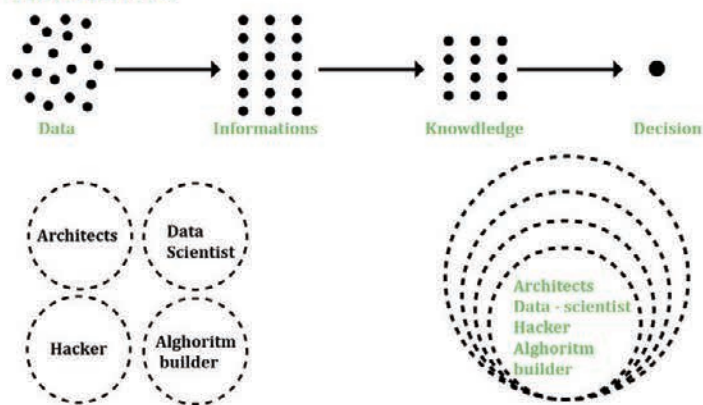 Data
Informations
Knowdledge
Decision
Architects
Data
Scientist
Hacker
Alghoritm
builder
Architects
Data - scientist
Hacker
Alghoritm
builder